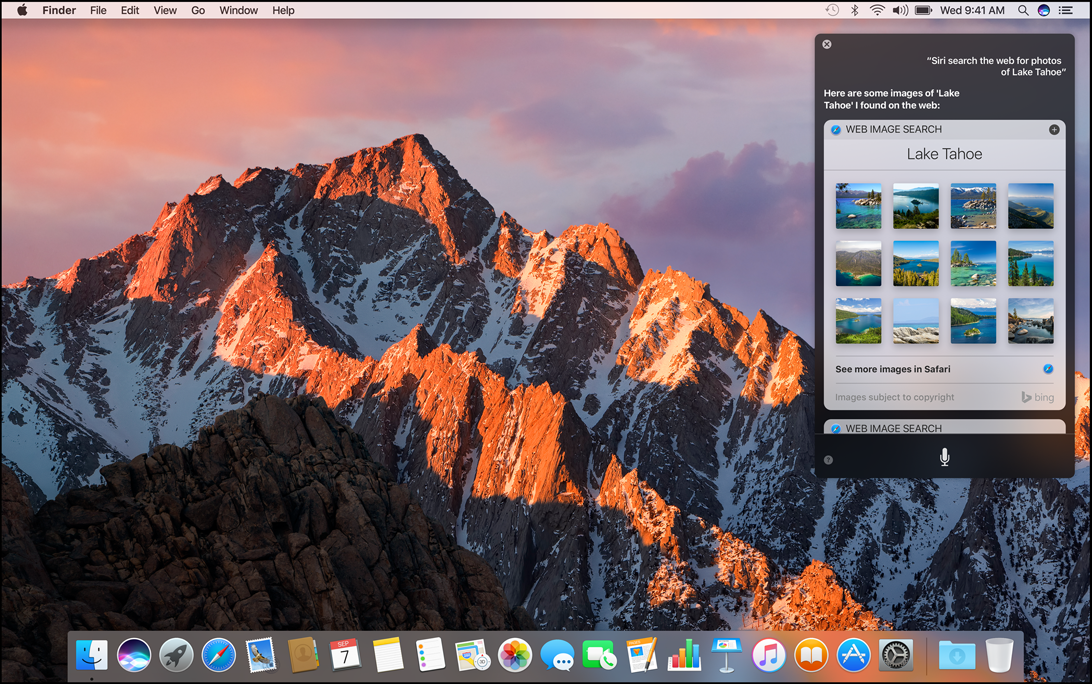 Finder File Edit View Go Window Help
Wed 9:41 AM
“Siri search the web for photos
of Lake Tahoe”
Here are some images of 'Lake
Tahoe' I found on the web:
WEB IMAGE SEARCH
Lake Tahoe
See more images in Safari
Images subject to copyright
bing
WEB IMAGE SEARCH
?
SEP
7